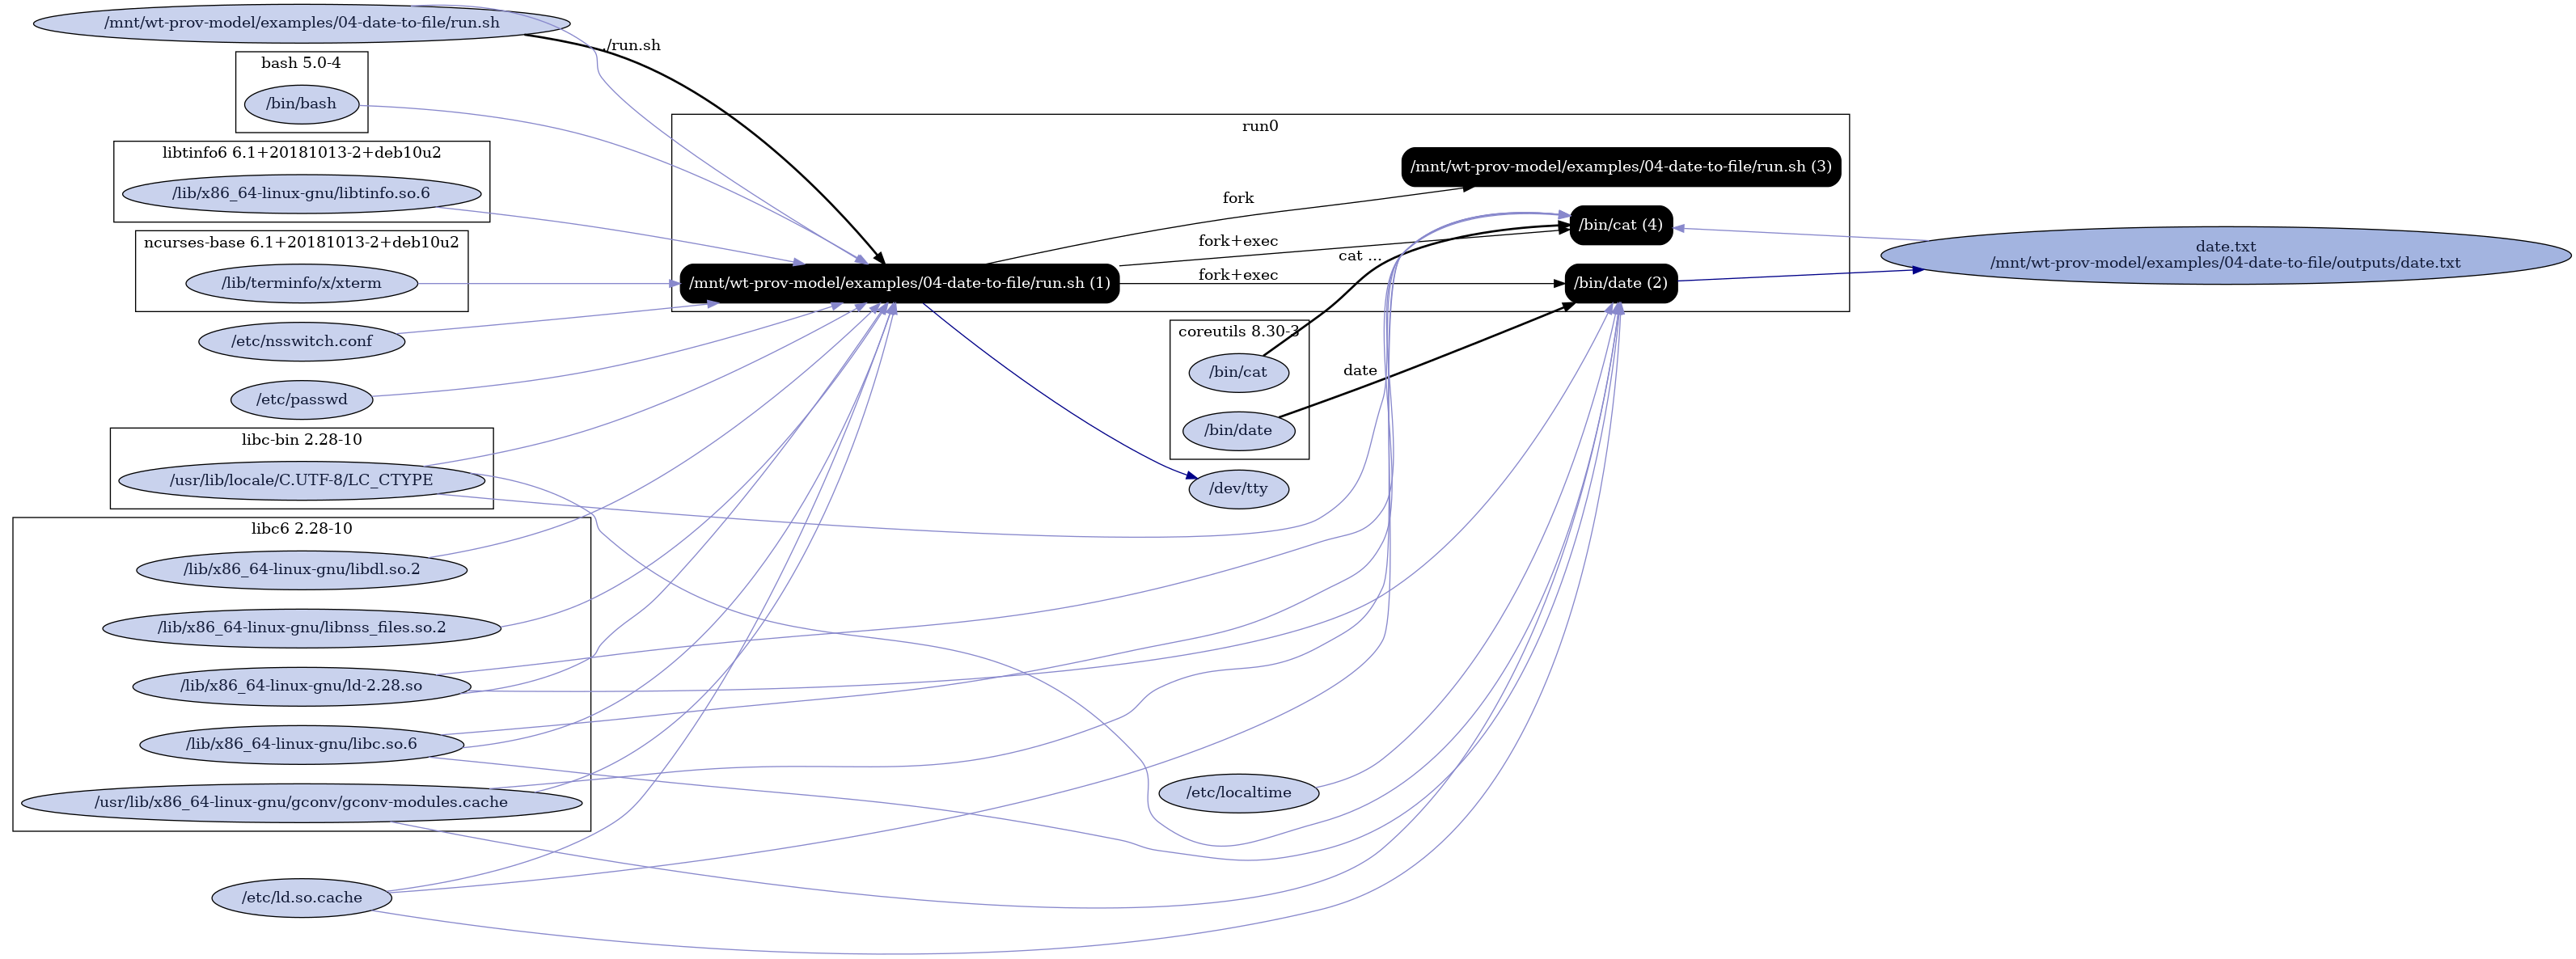 /mnt/wt-prov-model/examples/04-date-to-file/run.sh
./run.sh
bash 5.0-4
/bin/bash
libtinfo6 6.1+20181013-2+deb10u2
/lib/x86_64-linux-gnu/libtinfo.so.6
ncurses-base 6.1+20181013-2+deb10u2
/lib/terminfo/x/xterm
/etc/nsswitch.conf
/etc/passwd
libc-bin 2.28-10
/usr/lib/locale/C.UTF-8/LC_CTYPE
libc6 2.28-10
/lib/x86_64-linux-gnu/libdl.so.2
/lib/x86_64-linux-gnu/libnss_files.so.2
/lib/x86_64-linux-gnu/ld-2.28.so
/lib/x86_64-linux-gnu/libc.so.6
/usr/lib/x86_64-linux-gnu/gconv/gconv-modules.cache
/etc/ld.so.cache
run0
/mnt/wt-prov-model/examples/04-date-to-file/run.sh (3)
fork
/bin/cat (4)
fork+exec
cat ...
/mnt/wt-prov-model/examples/04-date-to-file/run.sh (1)
fork+exec
/bin/date (2)
coreutils 8.30-3
/bin/cat
date
/bin/date
/dev/tty
/etc/localtime
date.txt
/mnt/wt-prov-model/examples/04-date-to-file/outputs/date.txt